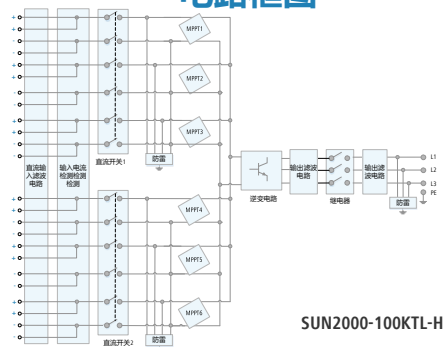 电路框图
MPPT1
MPPT2
MPPT3
直流输
入滤波
电路
输入电流
检测检测
检测
直流开关1
防雷
逆变电路
输出滤波
电路
继电器
输出滤
波电路
防雷
L1
L2
L3
PE
MPPT4
MPPT5
MPPT6
直流开关2
防雷
SUN2000-100KTL-H